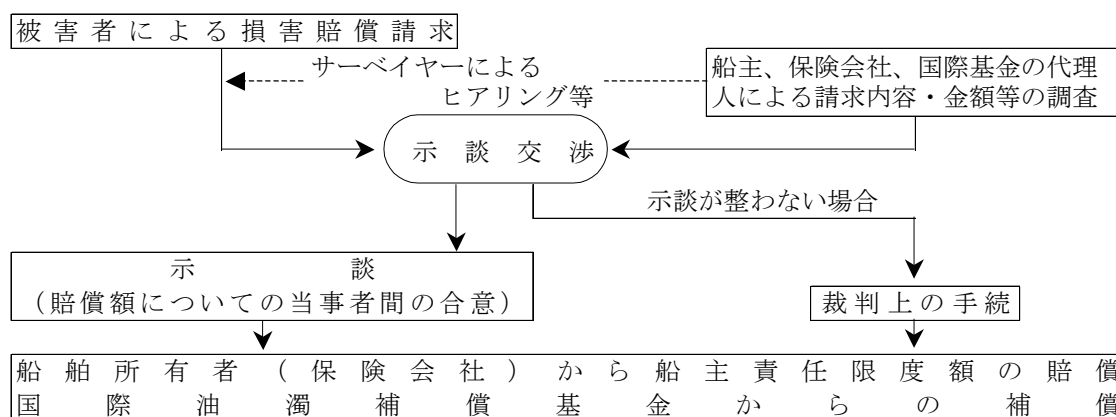 被害者による損害賠償請求
サーベイヤーによる
ヒアリング等
船主、保険会社、国際基金の代理
人による請求内容・金額等の調査
示談交渉
示談が整わない場合
示談
（賠償額についての当事者間の合意）
裁判上の手続
船舶所有者（保険会社）から船主責任限度額の賠償
国際油濁補償基金からの補償